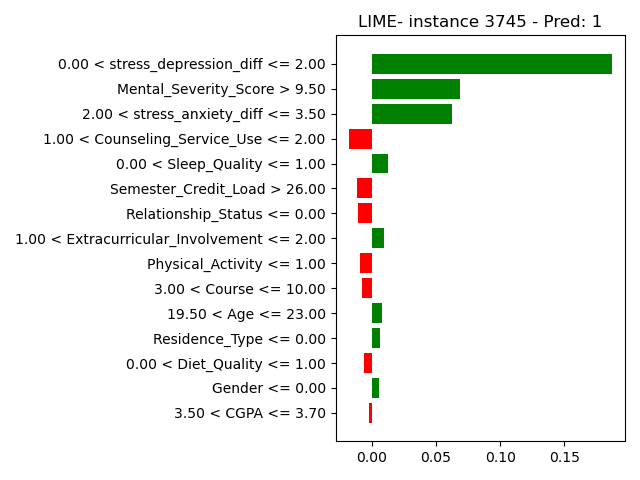 LIME- instance 3745 - Pred: 1
0.00 < stress_depression_diff <= 2.00
Mental_Severity_Score > 9.50
2.00 < stress_anxiety_diff <= 3.50
1.00 < Counseling_Service_Use <= 2.00
0.00 < Sleep_Quality <= 1.00
Semester_Credit_Load > 26.00
Relationship_Status <= 0.00
1.00 < Extracurricular_Involvement <= 2.00
Physical_Activity <= 1.00
3.00 < Course <= 10.00
19.50 < Age <= 23.00
Residence_Type <= 0.00
0.00 < Diet_Quality <= 1.00
Gender <= 0.00
3.50 < CGPA <= 3.70
0.00 0.05 0.10 0.15